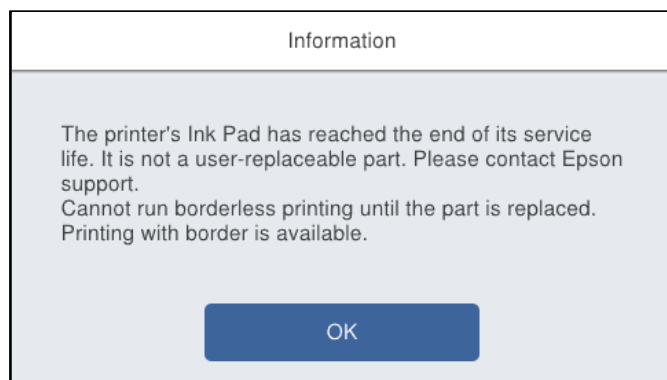 Information
The printer's Ink Pad has reached the end of its service
life. It is not a user-replaceable part. Please contact Epson
support.
Cannot run borderless printing until the part is replaced.
Printing with border is available.
OK